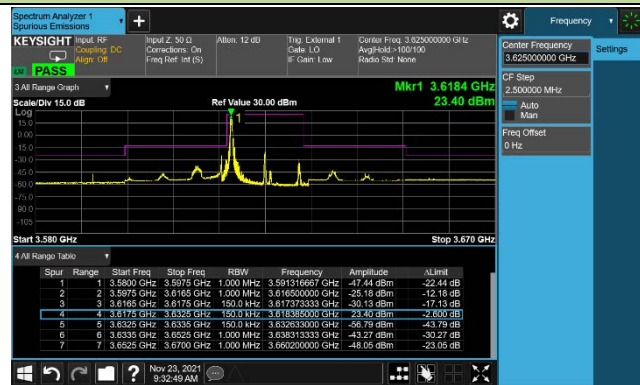 Spectrum Analyzer 1
Spurious Emissions
Frequency
KEYSIGHT
Input: RF
Coupling: DC
Align: Off
Input Z: 50 Ω
Corrections: On
Freq Ref: Int (S)
Atten: 12 dB
Trig: External 1
Gate: LO
IF Gain: Low
Center Freq: 3.625000000 GHz
Avg|Hold:>100/100
Radio Std: None
PASS
Center Frequency
3.625000000 GHz
Settings
CF Step
2.500000 MHz
Auto
Man
Freq Offset
0 Hz
3 All Range Graph
Mkr1 3.6184 GHz
Scale/Div 15.0 dB
Ref Value 30.00 dBm
23.40 dBm
Log
15.0
0.00
-15.0
-30.0
-45.0
-60.0
-75.0
-90.0
-105
1
Start 3.580 GHz
Stop 3.670 GHz
4 All Range Table
Spur Range Start Freq Stop Freq RBW Frequency Amplitude ΔLimit
1 1 3.5800 GHz 3.5975 GHz 1.000 MHz 3.591316667 GHz -47.44 dBm -22.44 dB
2 2 3.5975 GHz 3.6165 GHz 1.000 MHz 3.616500000 GHz -25.18 dBm -12.18 dB
3 3 3.6165 GHz 3.6175 GHz 150.0 kHz 3.617373333 GHz -30.13 dBm -17.13 dB
4 4 3.6175 GHz 3.6325 GHz 150.0 kHz 3.618385000 GHz 23.40 dBm -2.600 dB
5 5 3.6325 GHz 3.6335 GHz 150.0 kHz 3.632633000 GHz -56.79 dBm -43.79 dB
6 6 3.6335 GHz 3.6525 GHz 1.000 MHz 3.638313333 GHz -43.27 dBm -30.27 dB
7 7 3.6525 GHz 3.6700 GHz 1.000 MHz 3.660200000 GHz -48.05 dBm -23.05 dB
Nov 23, 2021
9:32:49 AM